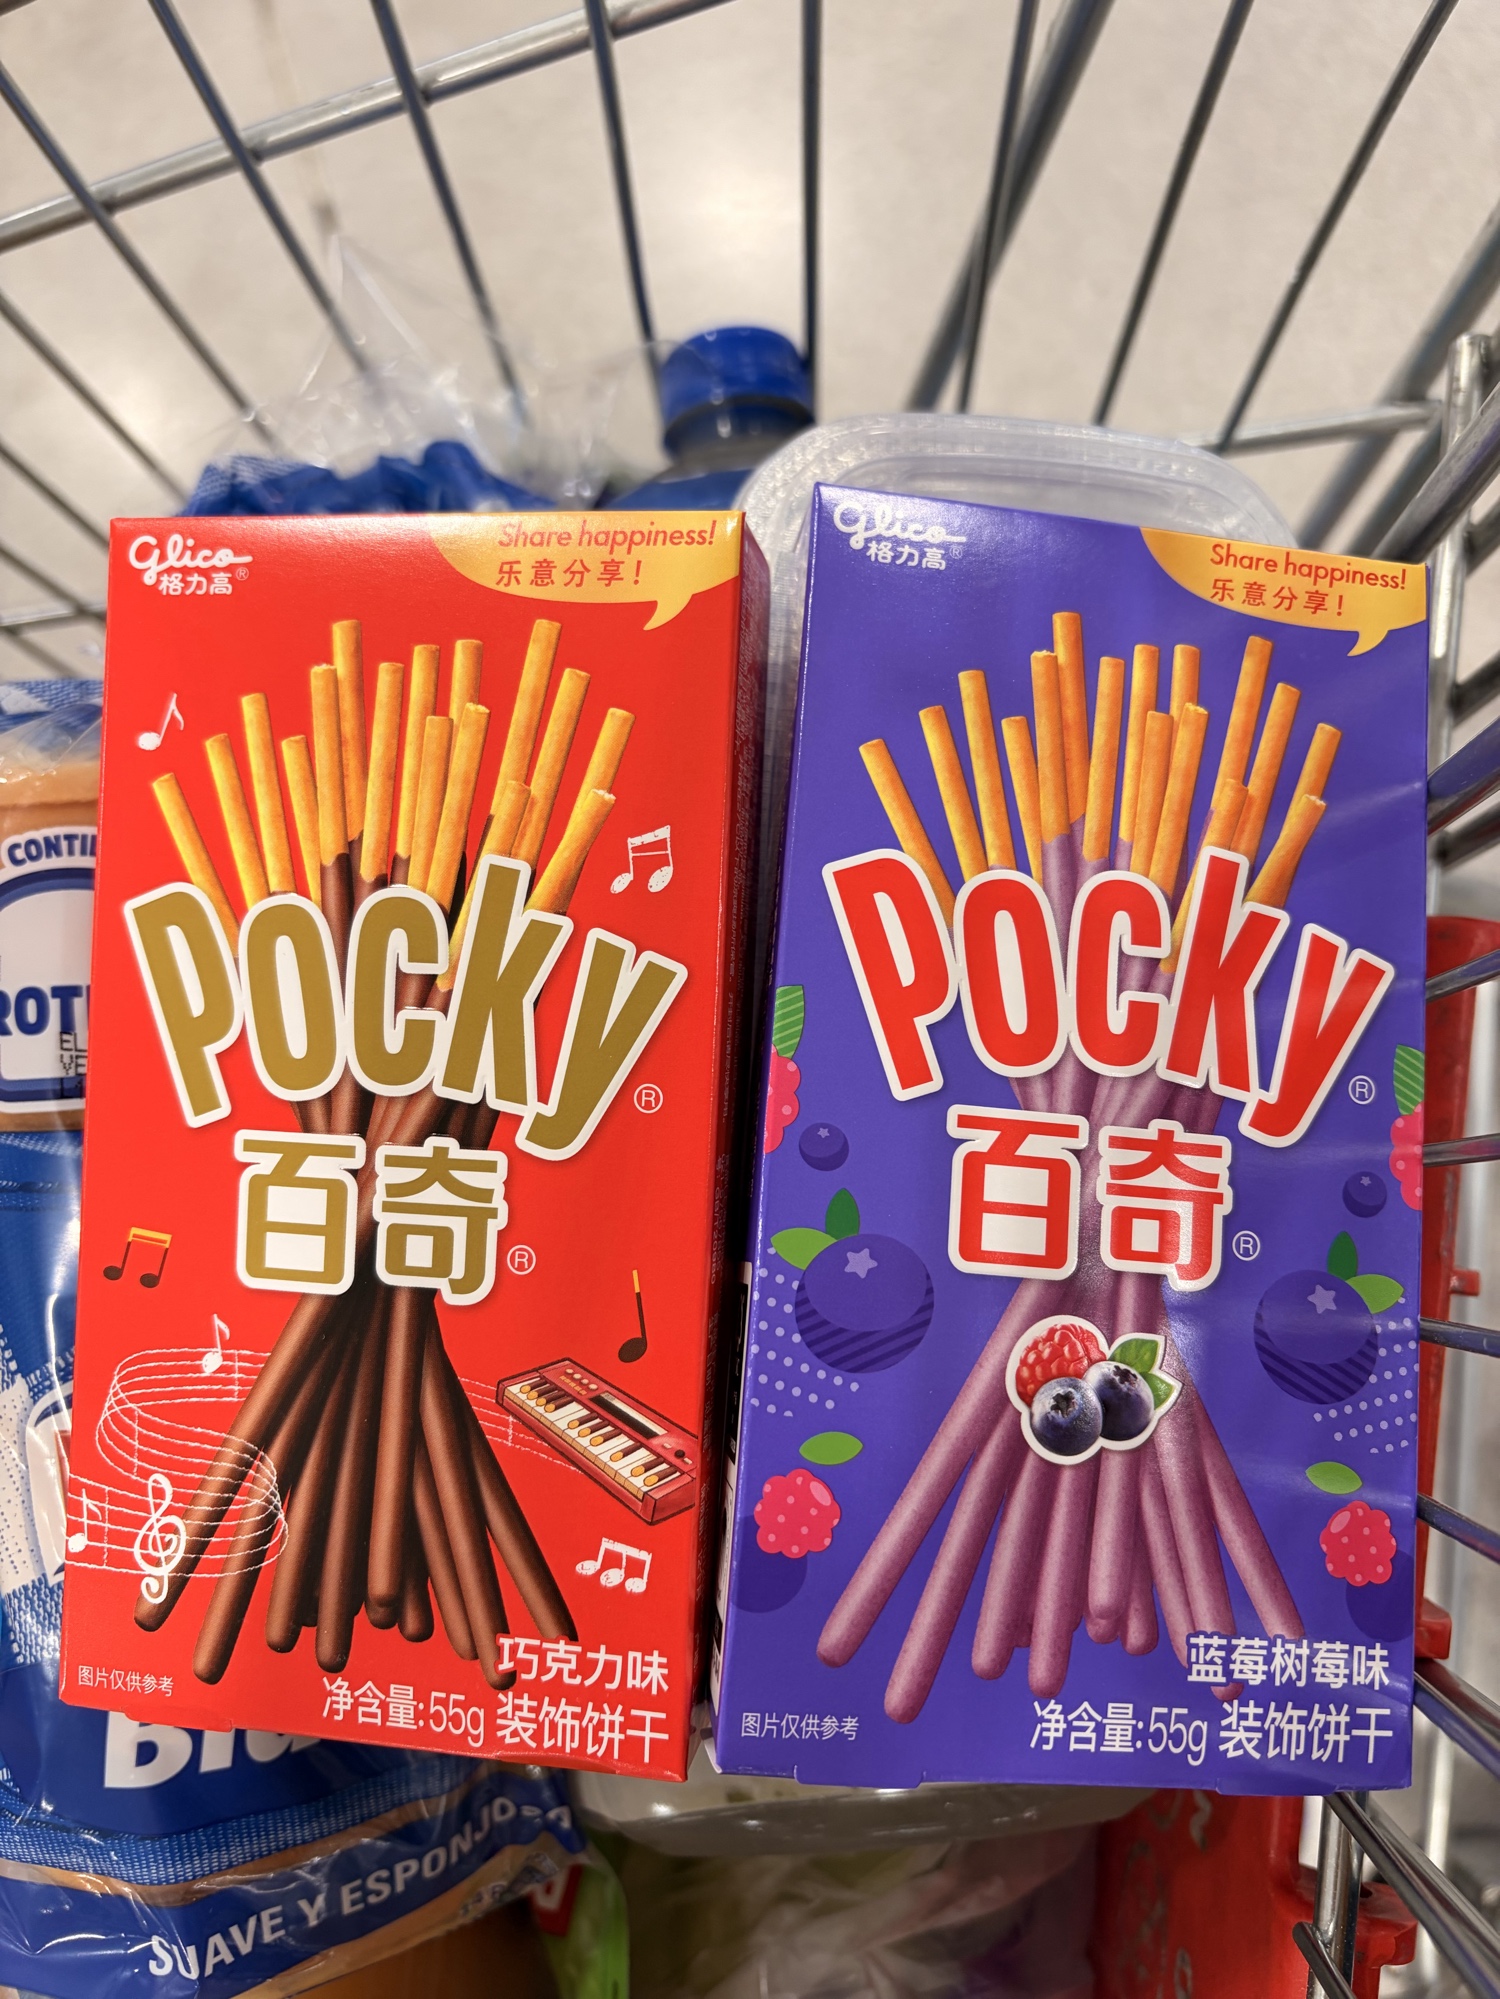 Glico
格力高®
Share happiness!
乐意分享!
Pocky®
百奇®
图片仅供参考
巧克力味
净含量:55g 装饰饼干
Glico
格力高®
Share happiness!
乐意分享!
Pocky®
百奇®
图片仅供参考
蓝莓树莓味
净含量:55g 装饰饼干
SUAVE Y